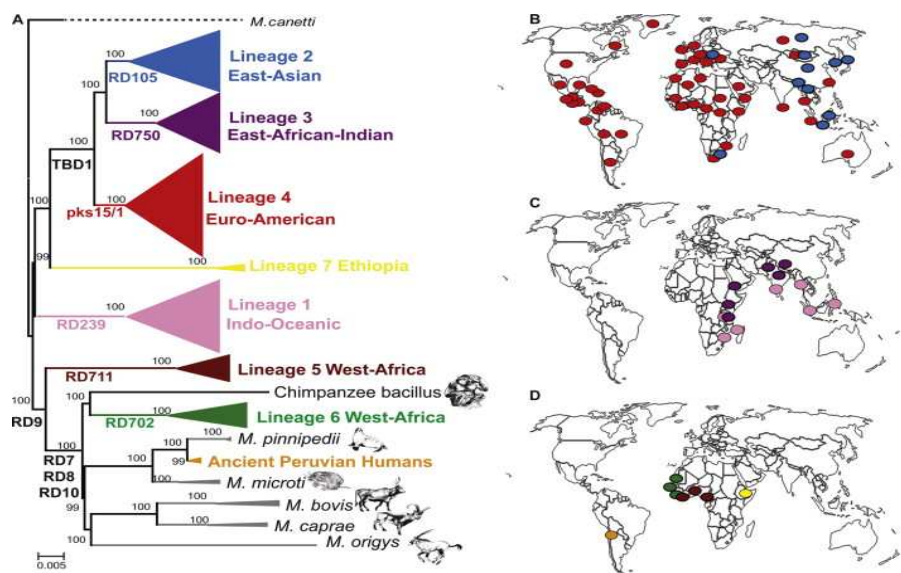 A
M.canetti
100
100
RD105
Lineage 2
East-Asian
100
100
RD750
Lineage 3
East-African-Indian
100
TBD1
100
pks15/1
Lineage 4
Euro-American
100
99
100
Lineage 7 Ethiopia
100
RD239
Lineage 1
Indo-Oceanic
100
RD711
Lineage 5 West-Africa
RD9
100
Chimpanzee bacillus
100
RD702
Lineage 6 West-Africa
100
RD7
RD8
RD10
99
100
100
M. pinnipedii
99
Ancient Peruvian Humans
100
M. microti
100
100
M. bovis
100
M. caprae
100
M. origys
0.005
B
C
D